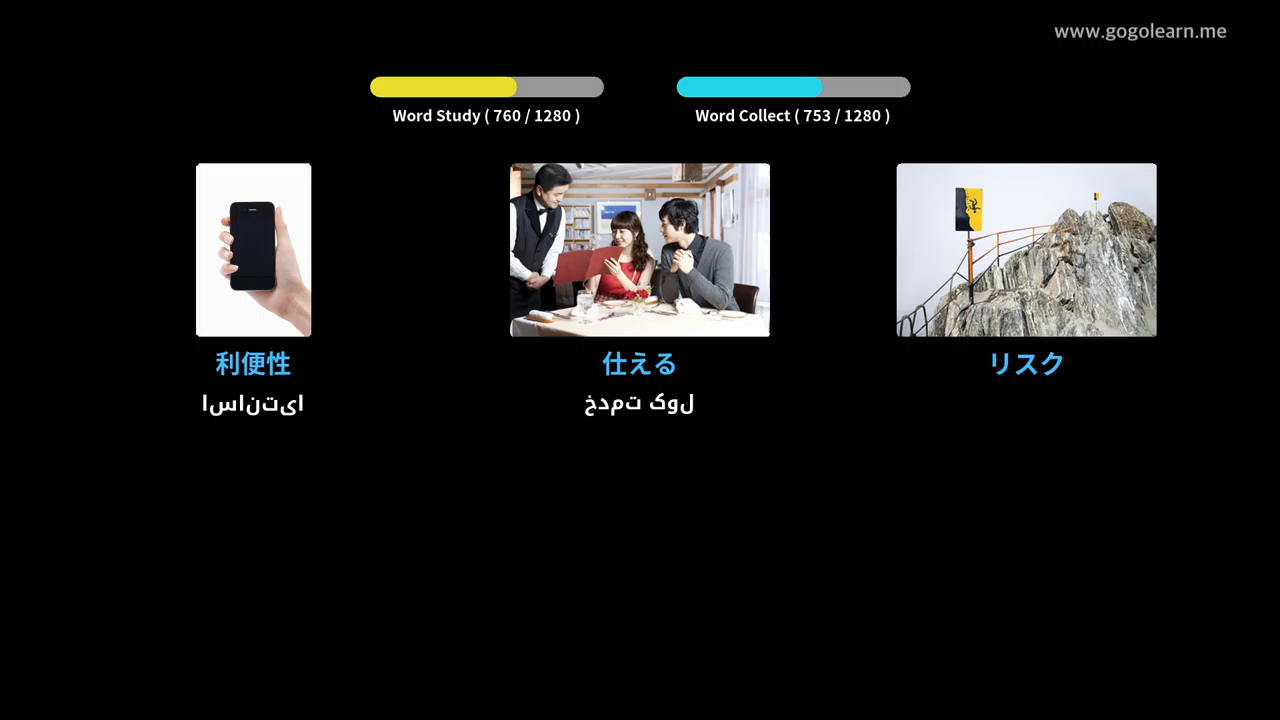 www.gogolearn.me
Word Study ( 760 / 1280 )
Word Collect ( 753 / 1280 )
利便性
اسانتیا
仕える
خدمت کول
リスク